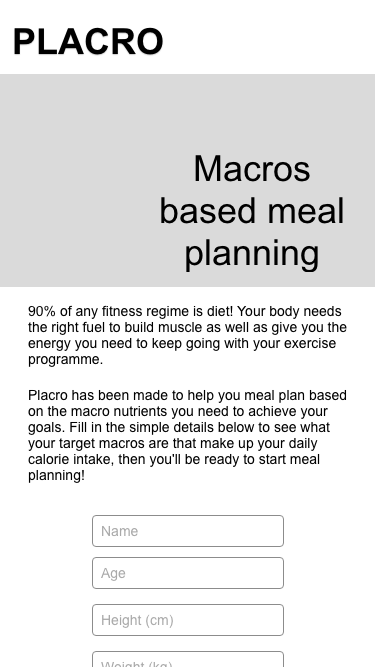 PLACRO
Macros
based meal
planning
90% of any fitness regime is diet! Your body needs
the right fuel to build muscle as well as give you the
energy you need to keep going with your exercise
programme.
Placro has been made to help you meal plan based
on the macro nutrients you need to achieve your
goals. Fill in the simple details below to see what
your target macros are that make up your daily
calorie intake, then you'll be ready to start meal
planning!
Name
Age
Height (cm)
Weight (kg)